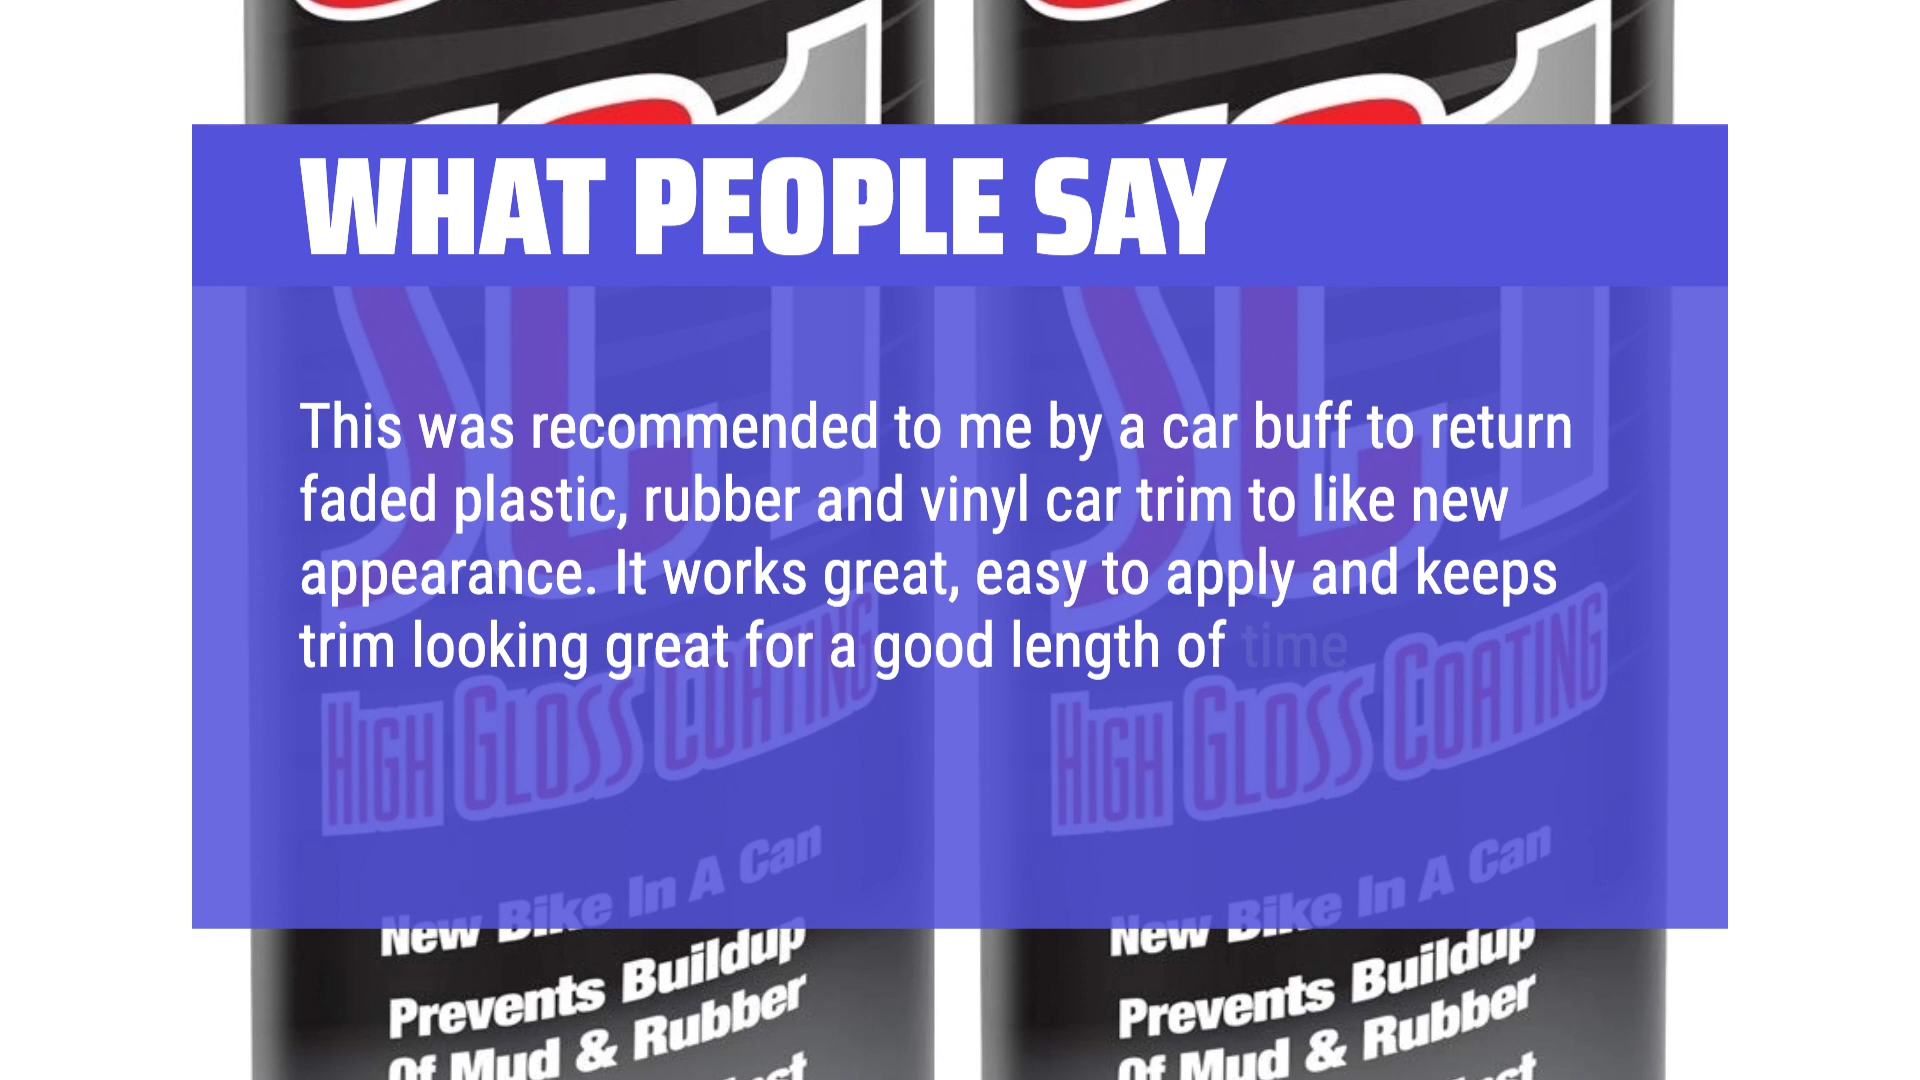 WHAT PEOPLE SAY
This was recommended to me by a car buff to return
faded plastic, rubber and vinyl car trim to like new
appearance. It works great, easy to apply and keeps
trim looking great for a good length of time
SC1 SC1
HIGH GLOSS COATING HIGH GLOSS COATING
New Bike In A Can New Bike In A Can
Prevents Buildup Prevents Buildup
Of Mud & Rubber Of Mud & Rubber